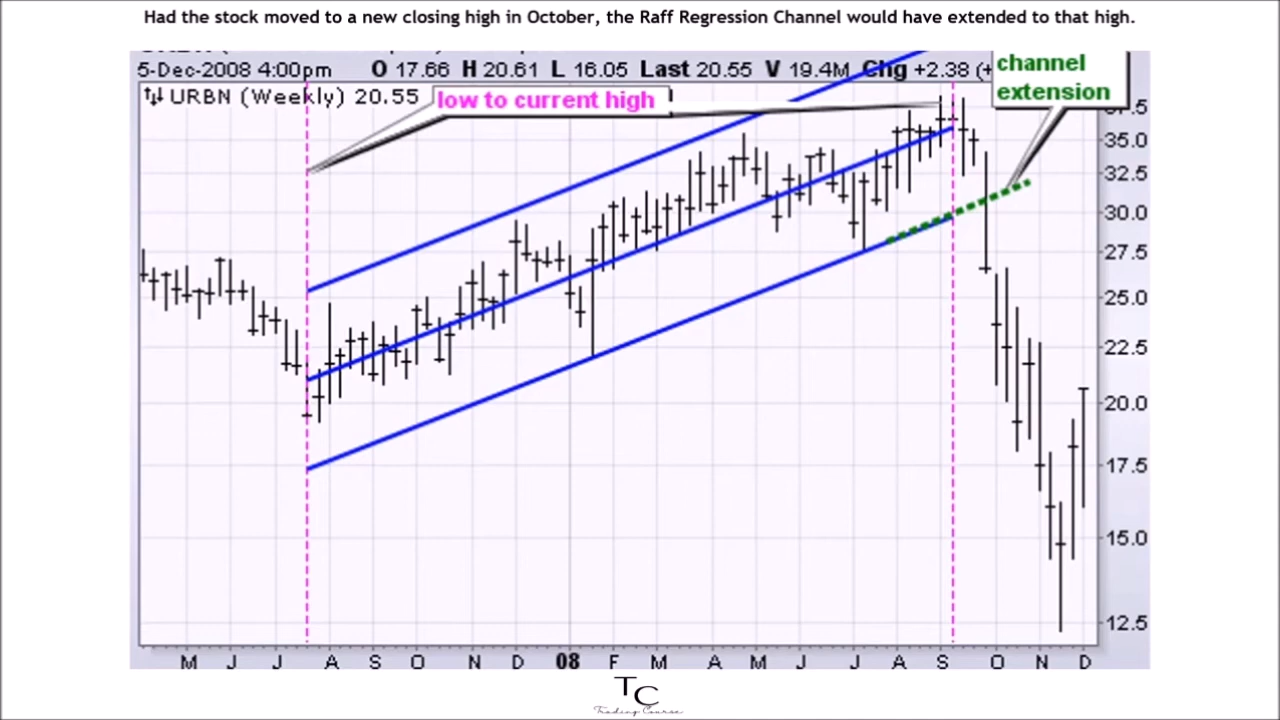 Had the stock moved to a new closing high in October, the Raff Regression Channel would have extended to that high.
5-Dec-2008 4:00pm O 17.66 H 20.61 L 16.05 Last 20.55 V 19.4M Chg +2.38 (+
channel
extension
URBN (Weekly) 20.55
low to current high
35.0
32.5
30.0
27.5
25.0
22.5
20.0
17.5
15.0
12.5
M J J A S O N D 08 F M A M J J A S O N D
TC
Trading Course